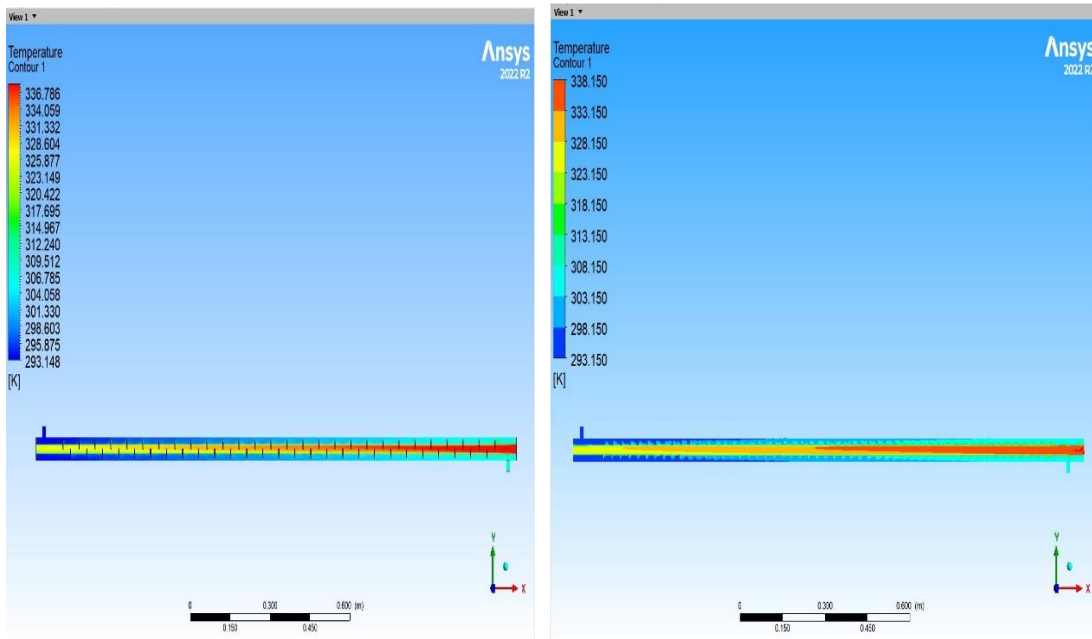 View 1 ▼
Temperature
Contour 1
Ansys
2022 R2
336.786
334.059
331.332
328.604
325.877
323.149
320.422
317.695
314.967
312.240
309.512
306.785
304.058
301.330
298.603
295.875
293.148
[K]
Y
X
0 0.300 0.600 (m)
0.150 0.450
View 1 ▼
Temperature
Contour 1
Ansys
2022 R2
338.150
333.150
328.150
323.150
318.150
313.150
308.150
303.150
298.150
293.150
[K]
Y
X
0 0.300 0.600 (m)
0.150 0.450